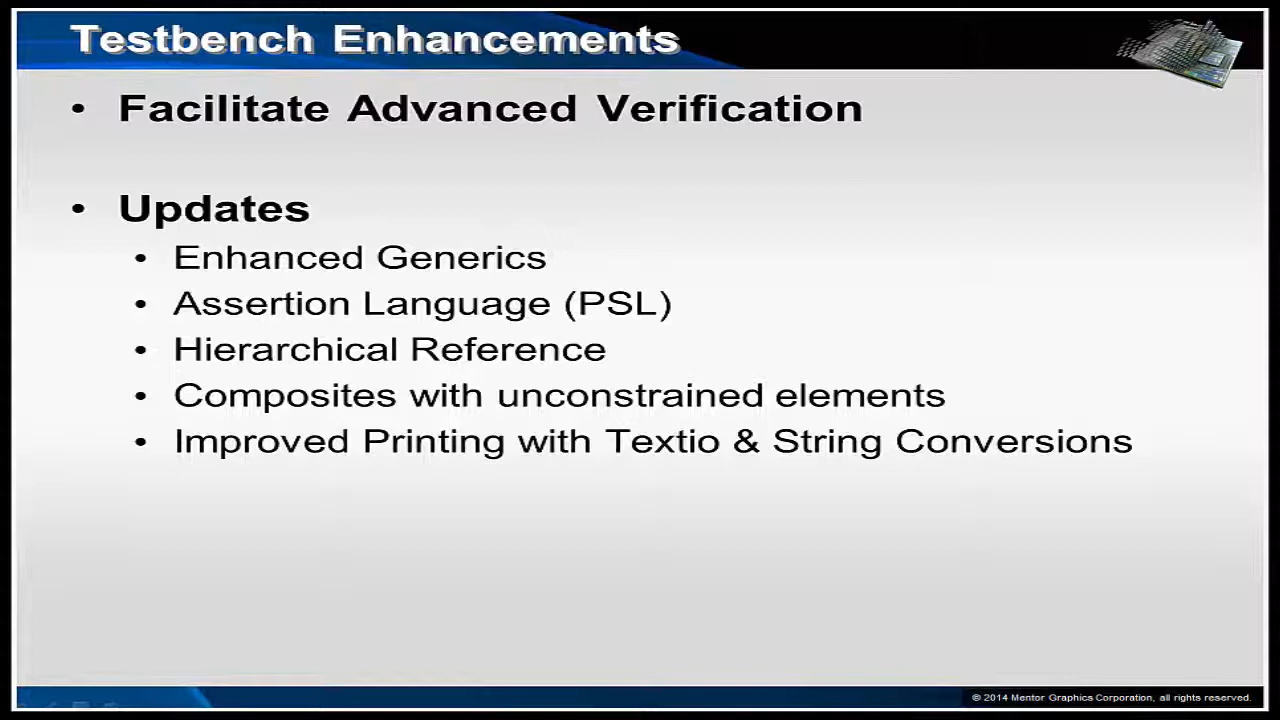 Testbench Enhancements
• Facilitate Advanced Verification
• Updates
• Enhanced Generics
• Assertion Language (PSL)
• Hierarchical Reference
• Composites with unconstrained elements
• Improved Printing with Textio & String Conversions
© 2014 Mentor Graphics Corporation, all rights reserved.